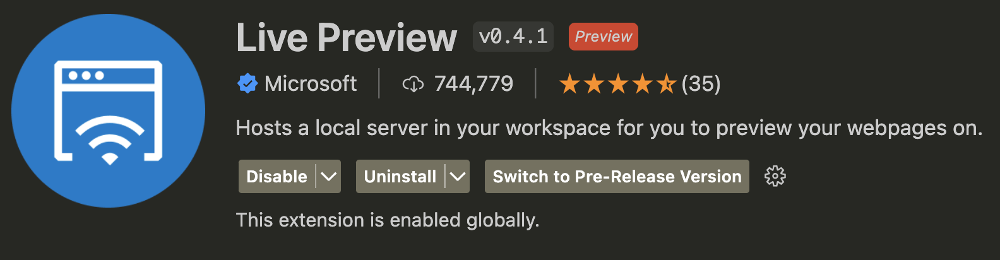 Live Preview v0.4.1 Preview
Microsoft 744,779 (35)
Hosts a local server in your workspace for you to preview your webpages on.
Disable Uninstall Switch to Pre-Release Version
This extension is enabled globally.